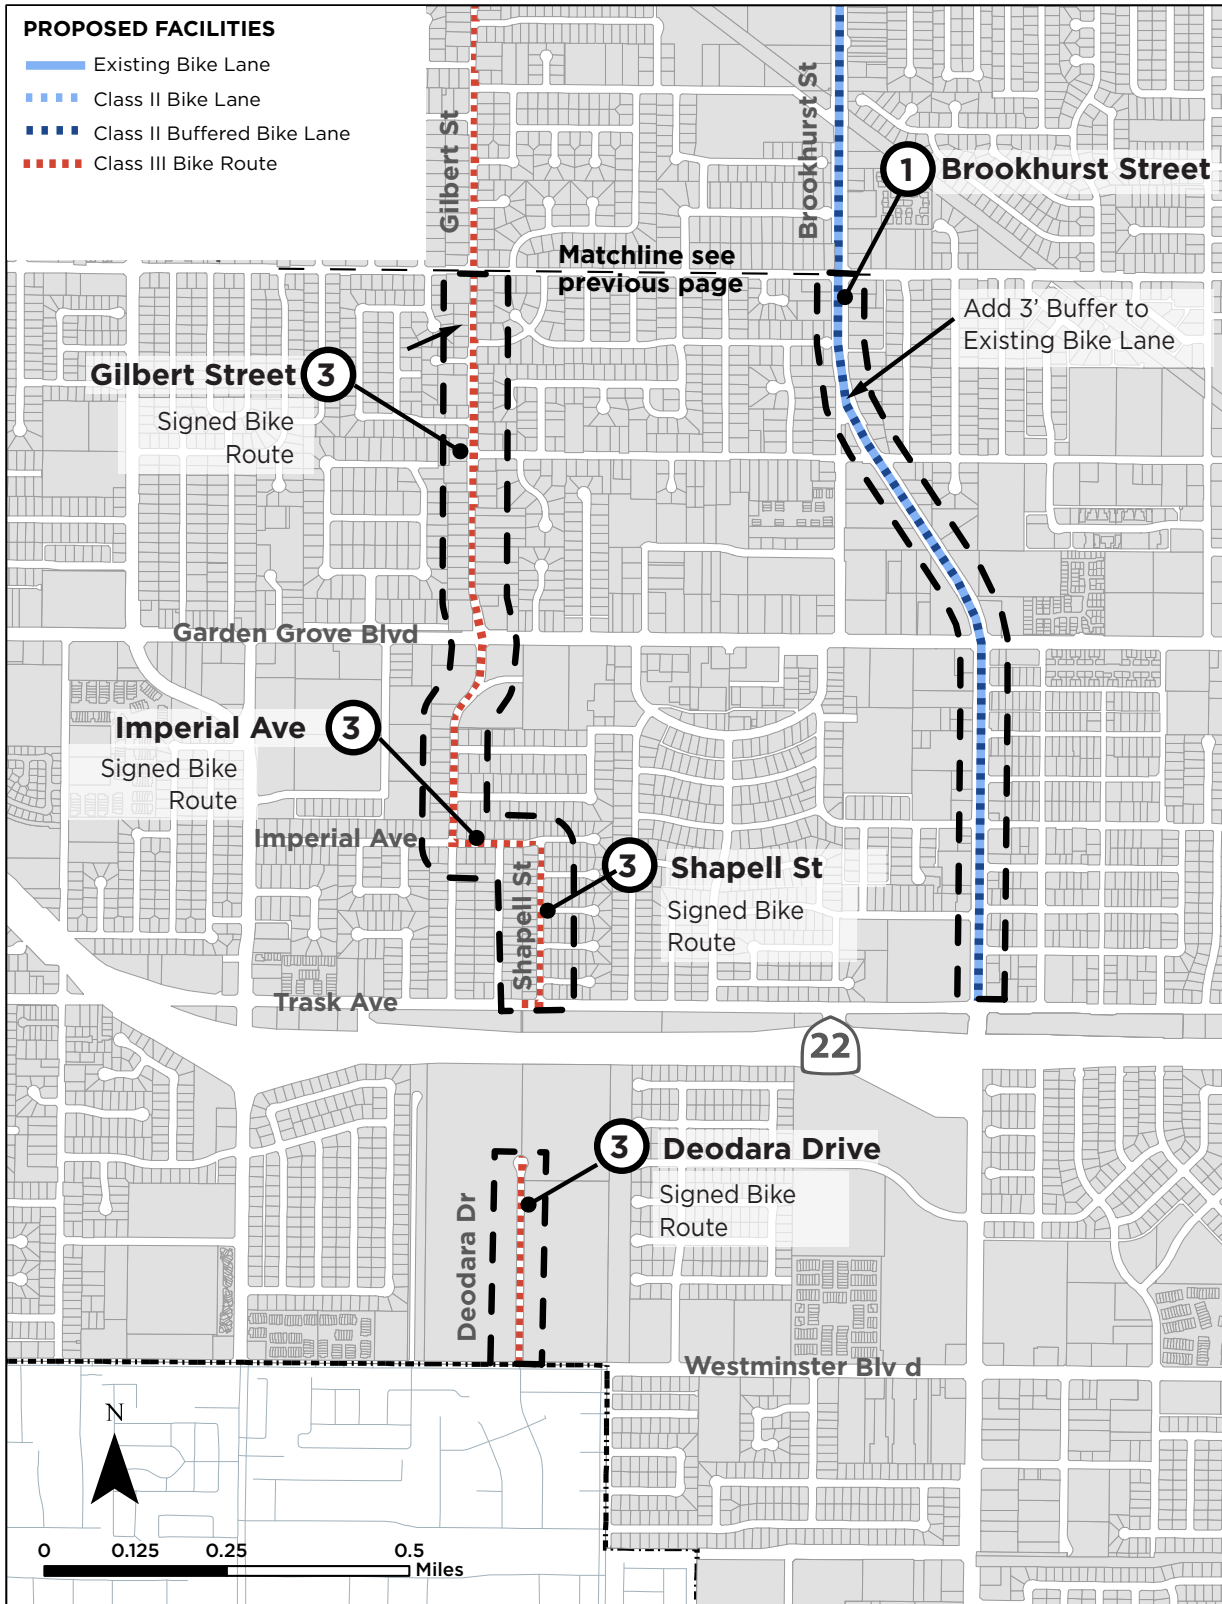 PROPOSED FACILITIES
Existing Bike Lane
Class II Bike Lane
Class II Buffered Bike Lane
Class III Bike Route
Gilbert St
Brookhurst St
1 Brookhurst Street
Matchline see
previous page
Add 3’ Buffer to
Existing Bike Lane
Gilbert Street 3
Signed Bike
Route
Garden Grove Blvd
Imperial Ave 3
Signed Bike
Route
Imperial Ave
Shapell St
3 Shapell St
Signed Bike
Route
Trask Ave
22
3 Deodara Drive
Signed Bike
Route
Deodara Dr
Westminster Blv d
N
0 0.125 0.25 0.5
Miles